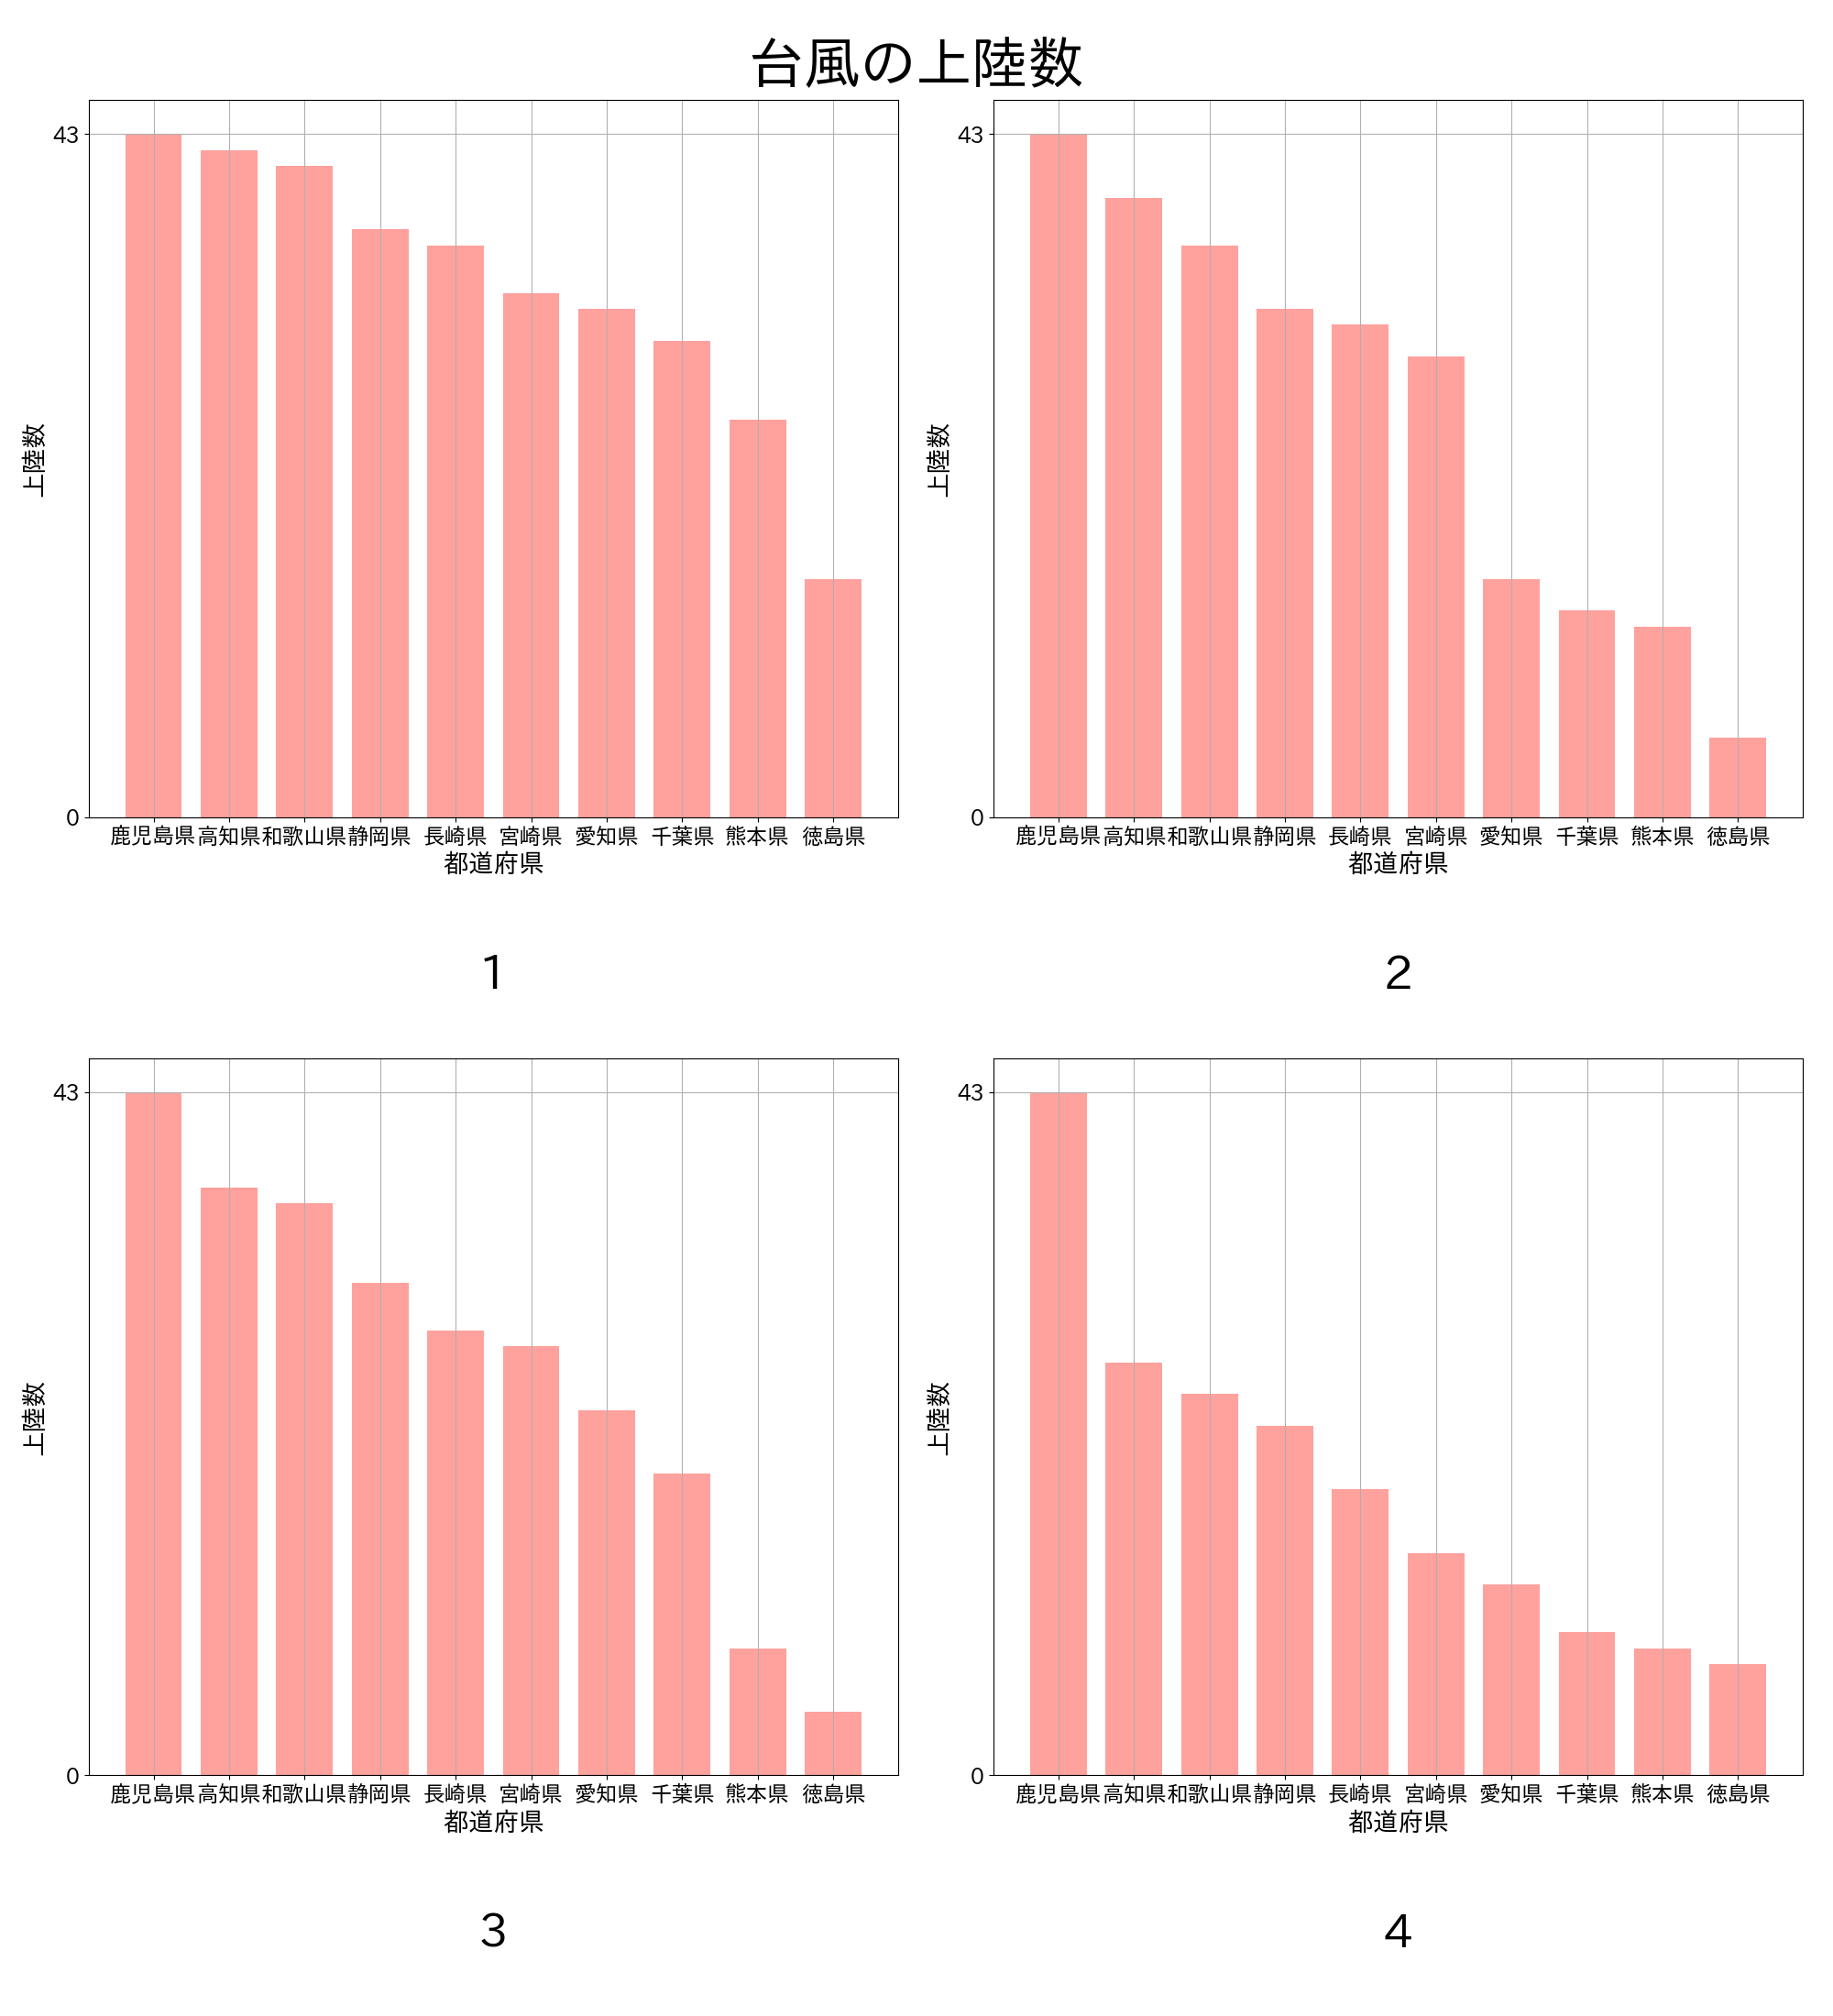 台風の上陸数
43
0
上陸数
鹿児島県 高知県 和歌山県 静岡県 長崎県 宮崎県 愛知県 千葉県 熊本県 徳島県
都道府県
1
43
0
上陸数
鹿児島県 高知県 和歌山県 静岡県 長崎県 宮崎県 愛知県 千葉県 熊本県 徳島県
都道府県
2
43
0
上陸数
鹿児島県 高知県 和歌山県 静岡県 長崎県 宮崎県 愛知県 千葉県 熊本県 徳島県
都道府県
3
43
0
上陸数
鹿児島県 高知県 和歌山県 静岡県 長崎県 宮崎県 愛知県 千葉県 熊本県 徳島県
都道府県
4